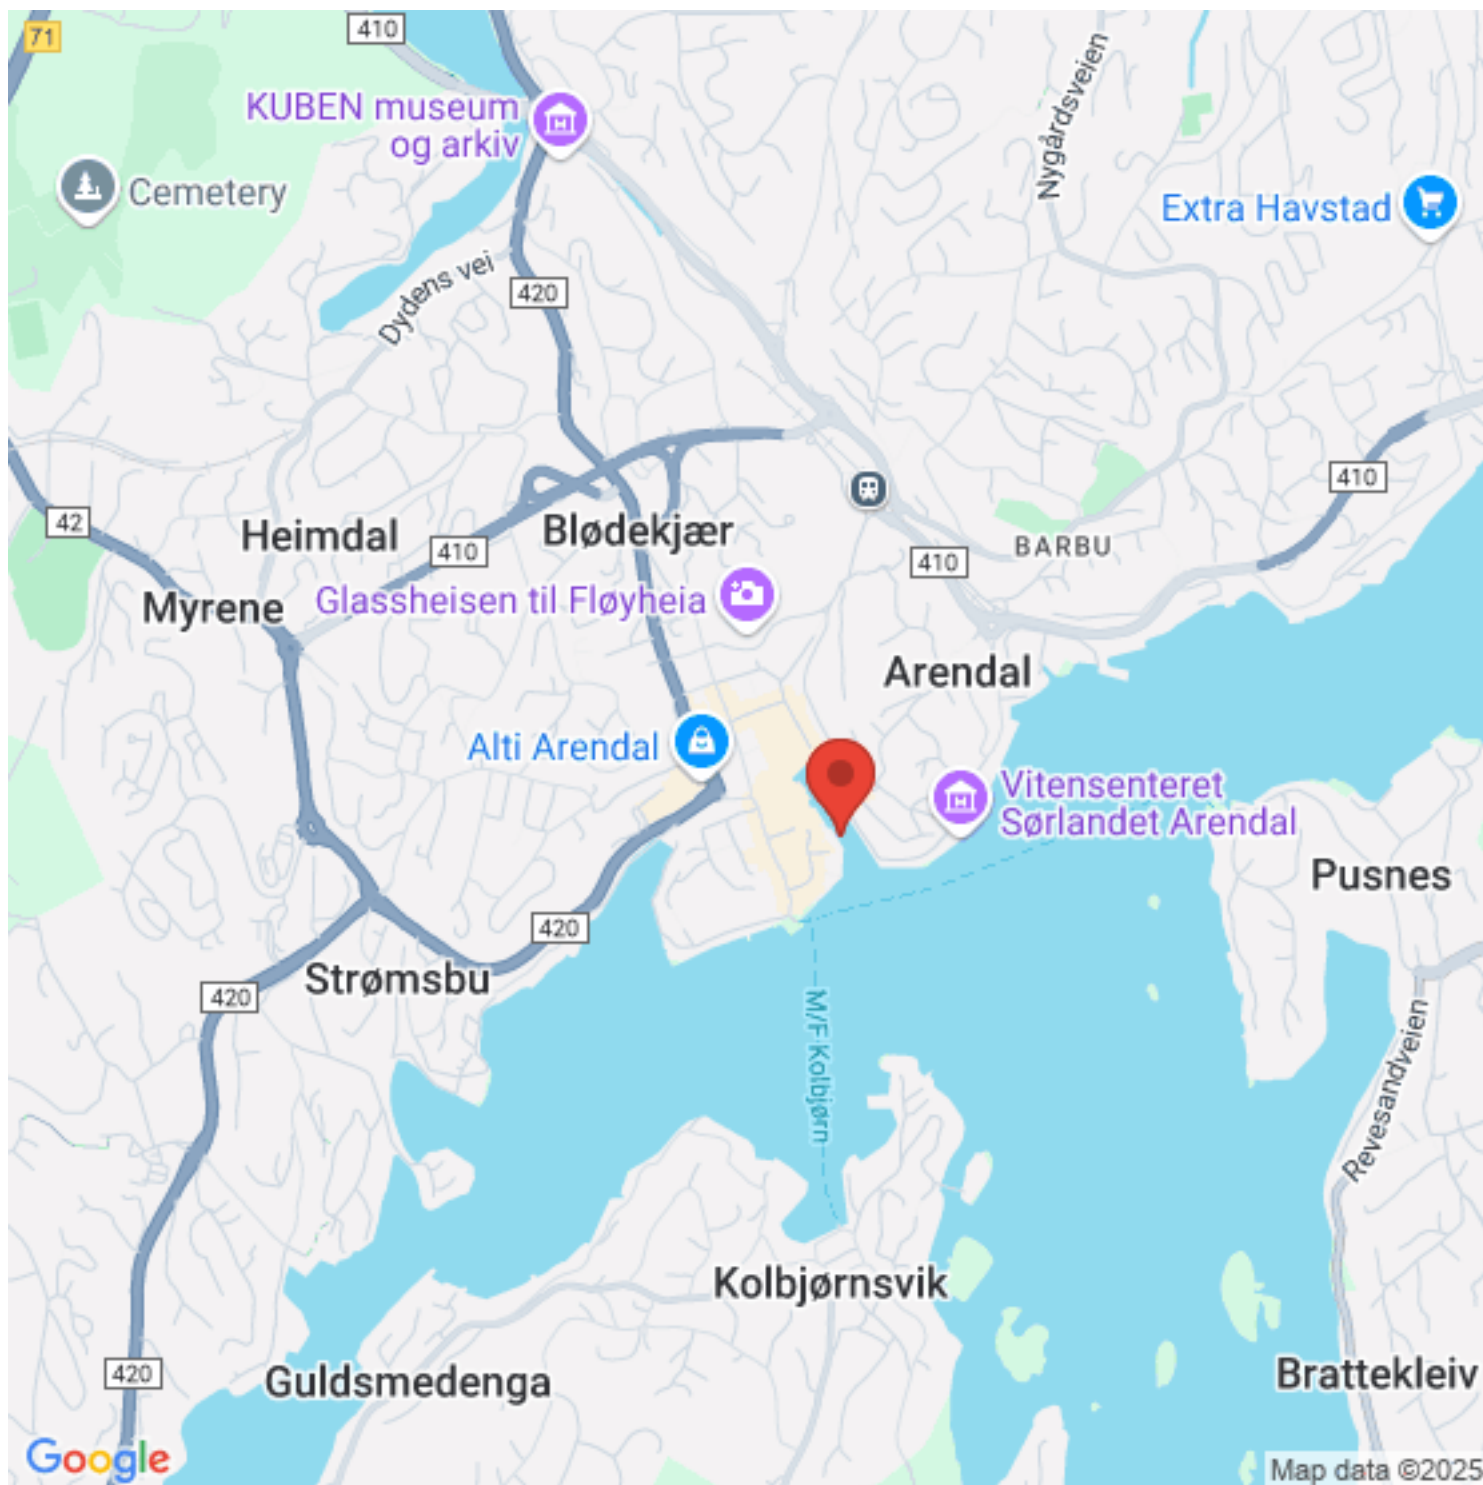 71
410
KUBEN museum
og arkiv
Nygårdsveien
Cemetery
Extra Havstad
Dydens vei
420
410
42
Heimdal
Blødekjær
410
BARBU
410
Myrene
Glassheisen til Fløyheia
Arendal
Alti Arendal
Vitensenteret
Sørlandet Arendal
Pusnes
420
Strømsbu
420
M/F Kolbjørn
Revesandveien
Kolbjørnsvik
420
Guldsmedenga
Brattekleiv
Google
Map data ©2025